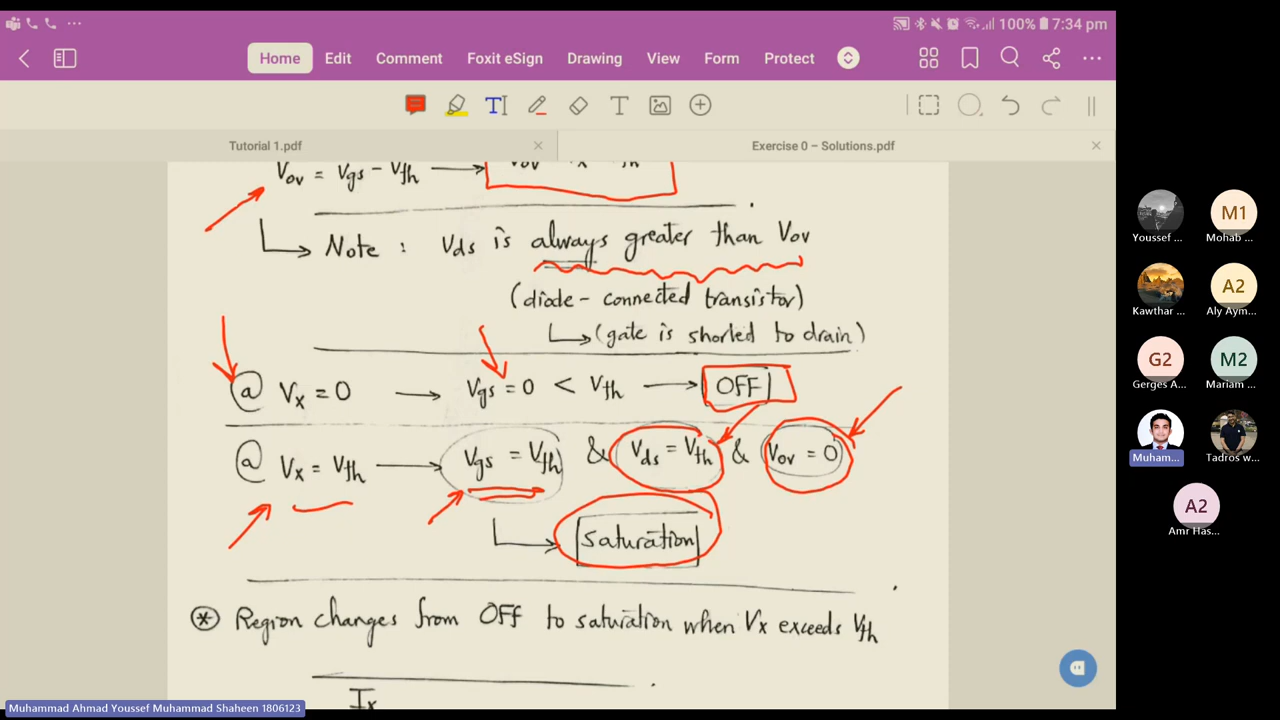 7:34 pm
100%
Home Edit Comment Foxit eSign Drawing View Form Protect
Tutorial 1.pdf
Exercise 0 – Solutions.pdf
Vov = Vgs - Vth
Note : Vds is always greater than Vov
(diode - connected transistor)
(gate is shorted to drain)
@ Vx = 0 → Vgs = 0 < Vth → OFF
@ Vx = Vth → Vgs = Vth & Vds = Vth & Vov = 0
saturation
* Region changes from OFF to saturation when Vx exceeds Vth
Ix
Youssef ...
M1
Mohab ...
Kawthar ...
A2
Aly Aym...
G2
Gerges A...
M2
Mariam ...
Muham...
Tadros w...
A2
Amr Has...
Muhammad Ahmad Youssef Muhammad Shaheen 1806123